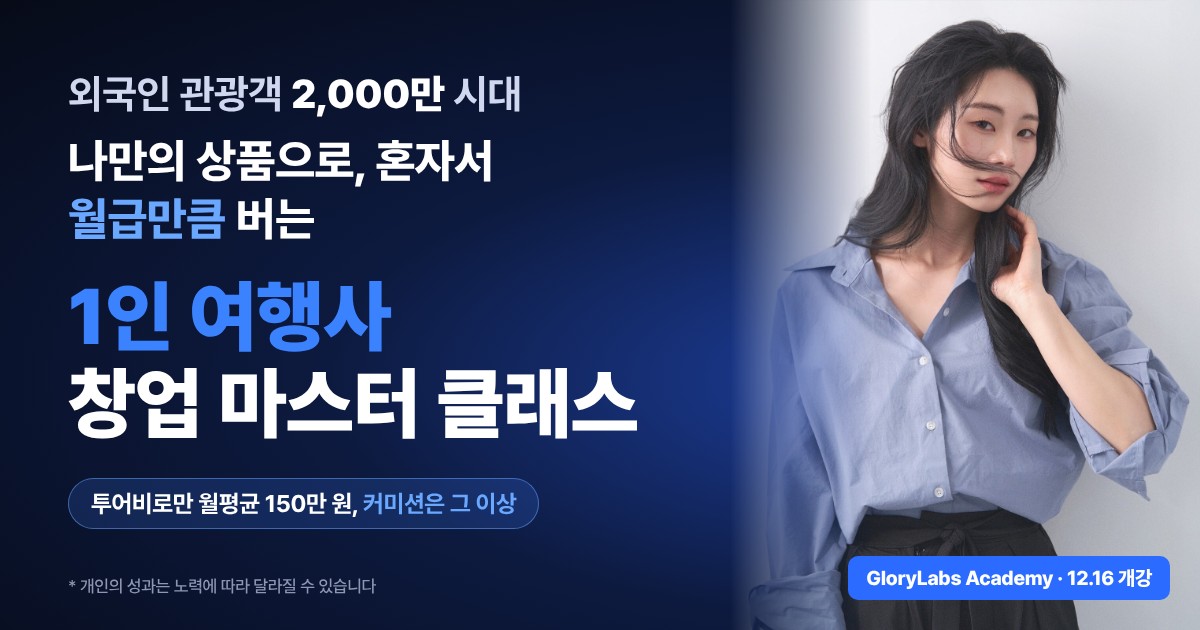 외국인 관광객 2,000만 시대
나만의 상품으로, 혼자서
월급만큼 버는
1인 여행사
창업 마스터 클래스
투어비로만 월평균 150만 원, 커미션은 그 이상
* 개인의 성과는 노력에 따라 달라질 수 있습니다
GloryLabs Academy · 12.16 개강